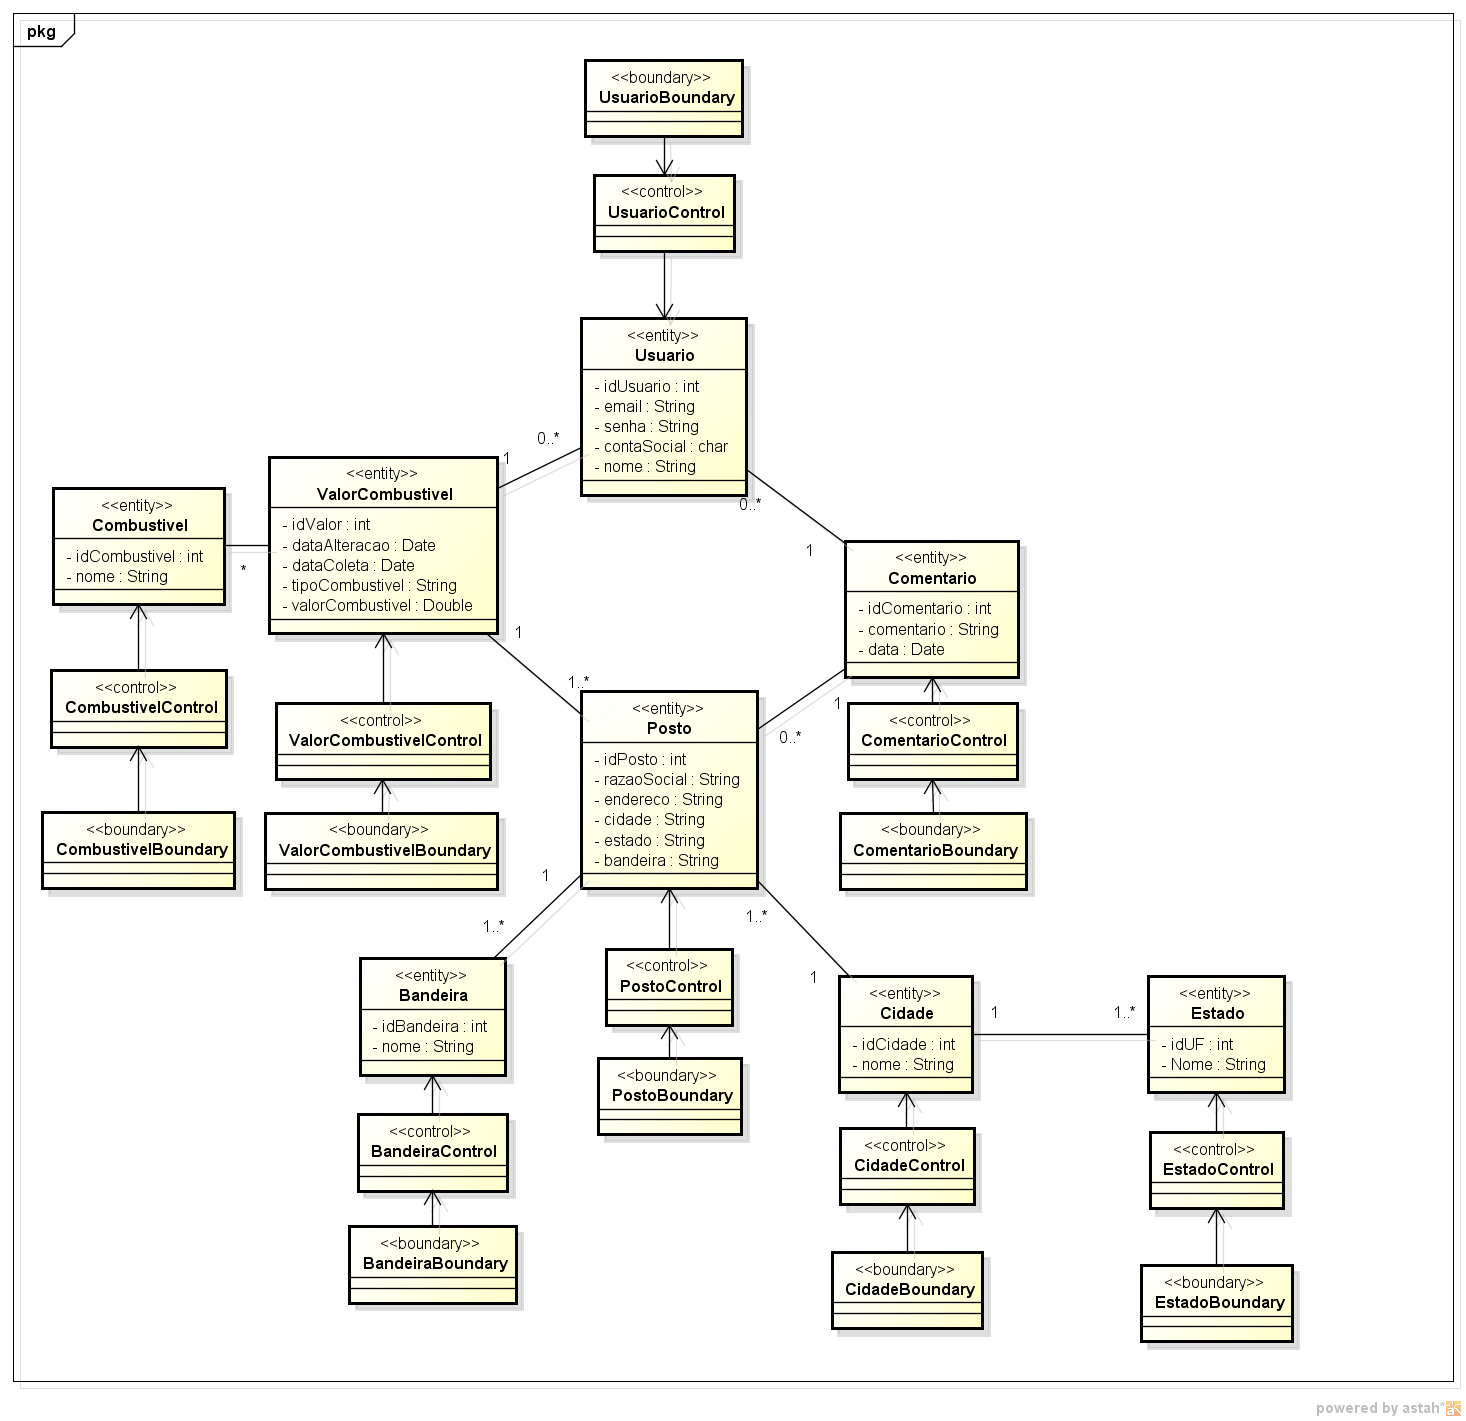 pkg
<<boundary>>
UsuarioBoundary
<<control>>
UsuarioControl
<<entity>>
Usuario
- idUsuario : int
- email : String
- senha : String
- contaSocial : char
- nome : String
0..*
1
0..*
1
<<entity>>
ValorCombustivel
- idValor : int
- dataAlteracao : Date
- dataColeta : Date
- tipoCombustivel : String
- valorCombustivel : Double
<<entity>>
Combustivel
- idCombustivel : int
- nome : String
*
<<entity>>
Comentario
- idComentario : int
- comentario : String
- data : Date
1
1..*
1
0..*
<<control>>
CombustivelControl
<<control>>
ValorCombustivelControl
<<entity>>
Posto
- idPosto : int
- razaoSocial : String
- endereco : String
- cidade : String
- estado : String
- bandeira : String
<<control>>
ComentarioControl
<<boundary>>
CombustivelBoundary
<<boundary>>
ValorCombustivelBoundary
<<boundary>>
ComentarioBoundary
1
1..*
1..*
1
<<entity>>
Bandeira
- idBandeira : int
- nome : String
<<control>>
PostoControl
<<entity>>
Cidade
- idCidade : int
- nome : String
1
1..*
<<entity>>
Estado
- idUF : int
- Nome : String
<<boundary>>
PostoBoundary
<<control>>
BandeiraControl
<<control>>
CidadeControl
<<control>>
EstadoControl
<<boundary>>
BandeiraBoundary
<<boundary>>
CidadeBoundary
<<boundary>>
EstadoBoundary
powered by astah*